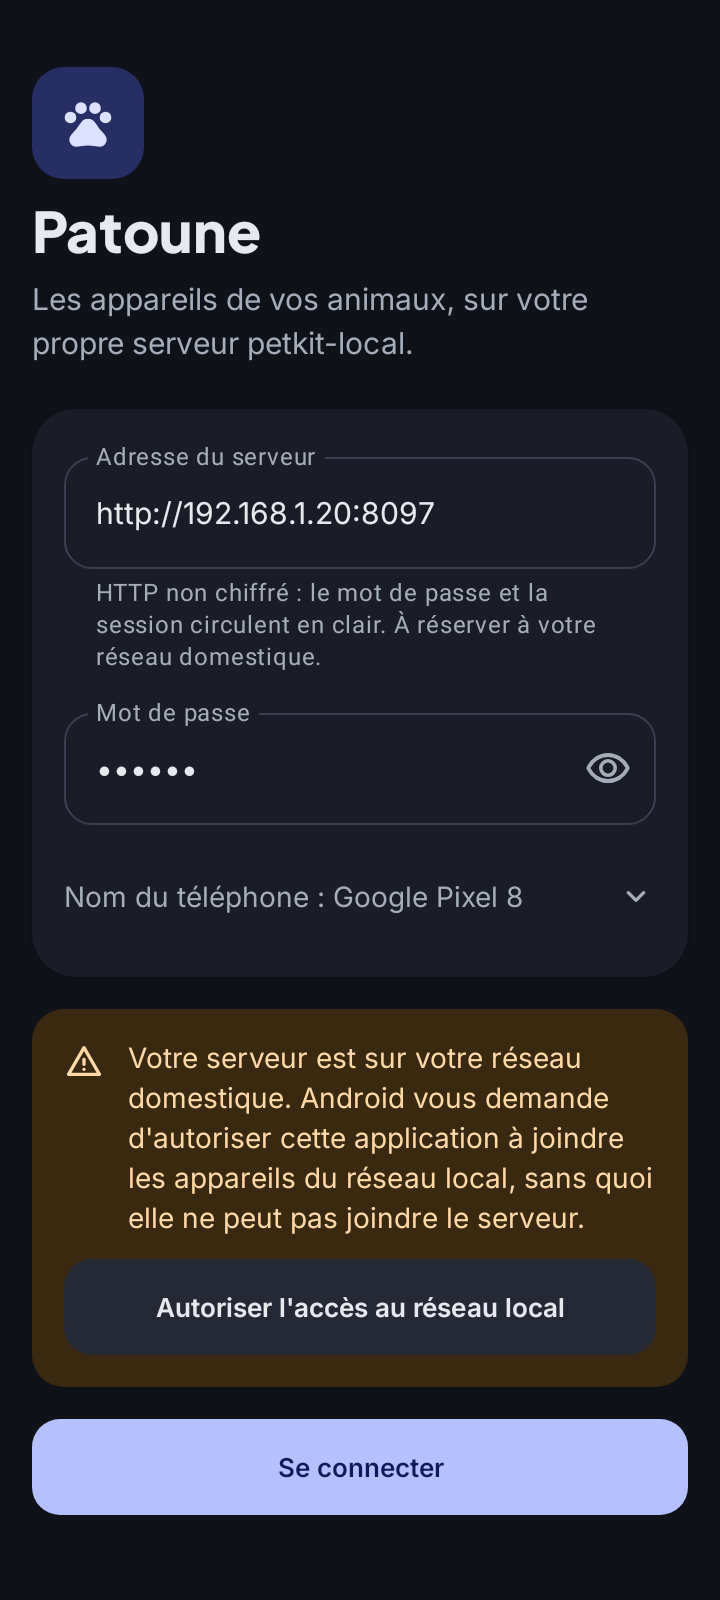 Patoune
Les appareils de vos animaux, sur votre
propre serveur petkit-local.
Adresse du serveur
http://192.168.1.20:8097
HTTP non chiffré : le mot de passe et la
session circulent en clair. À réserver à votre
réseau domestique.
Mot de passe
••••••
Nom du téléphone : Google Pixel 8
Votre serveur est sur votre réseau
domestique. Android vous demande
d'autoriser cette application à joindre
les appareils du réseau local, sans quoi
elle ne peut pas joindre le serveur.
Autoriser l'accès au réseau local
Se connecter